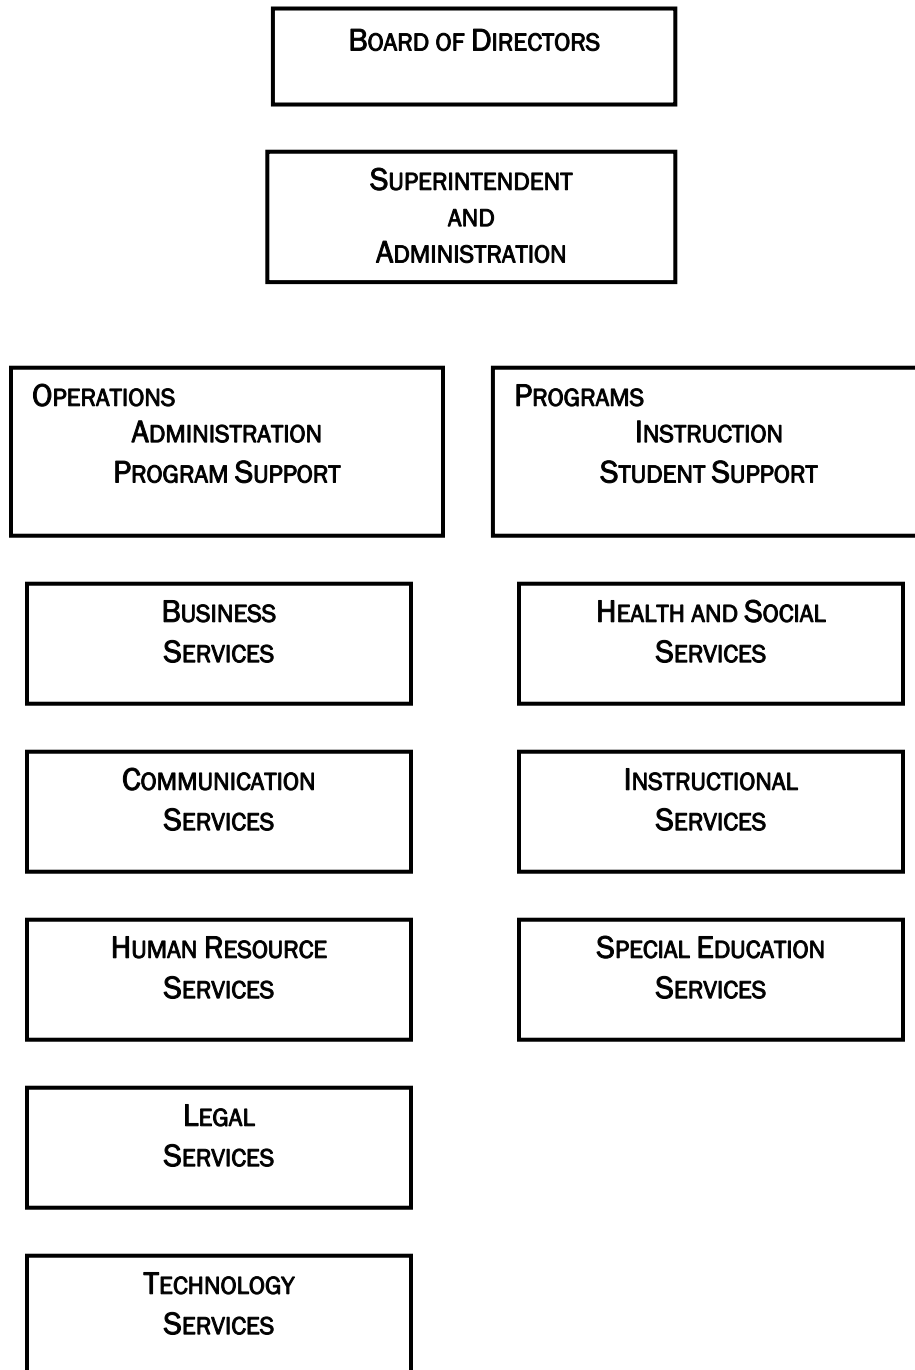 BOARD OF DIRECTORS
SUPERINTENDENT
AND
ADMINISTRATION
OPERATIONS
ADMINISTRATION
PROGRAM SUPPORT
PROGRAMS
INSTRUCTION
STUDENT SUPPORT
BUSINESS
SERVICES
COMMUNICATION
SERVICES
HUMAN RESOURCE
SERVICES
LEGAL
SERVICES
TECHNOLOGY
SERVICES
HEALTH AND SOCIAL
SERVICES
INSTRUCTIONAL
SERVICES
SPECIAL EDUCATION
SERVICES